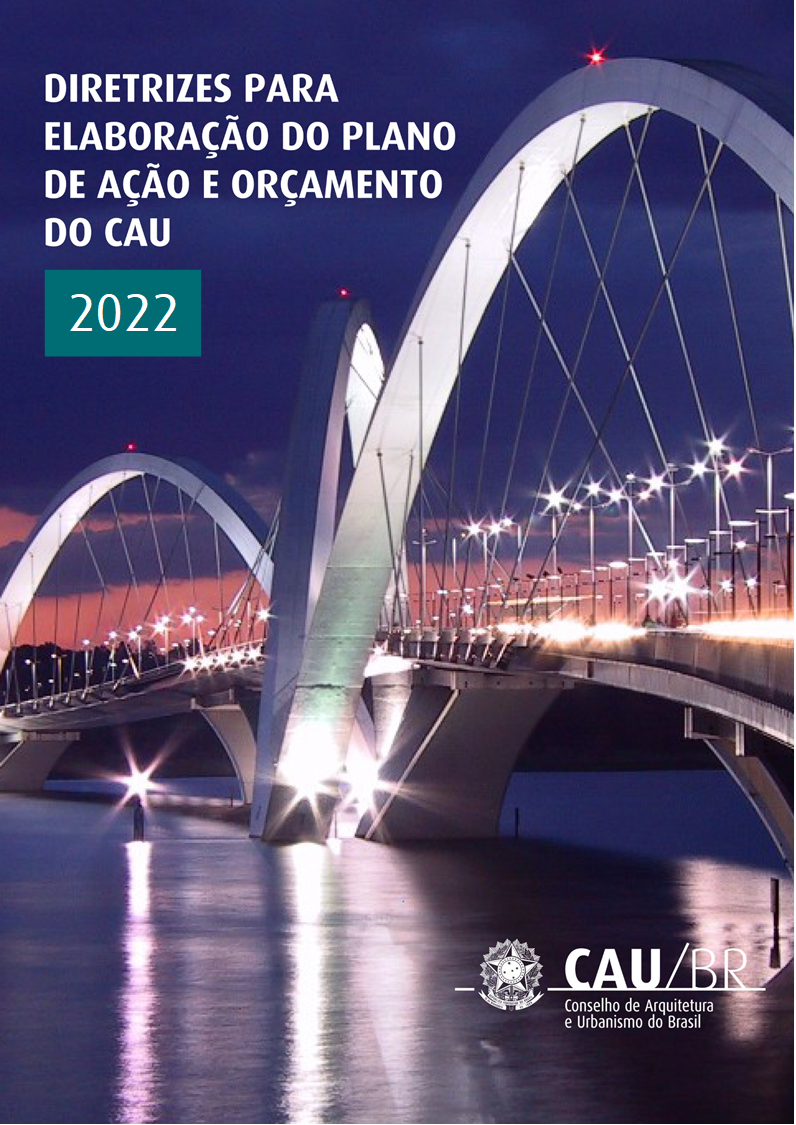 DIRETRIZES PARA
ELABORAÇÃO DO PLANO
DE AÇÃO E ORÇAMENTO
DO CAU
2022
CAU/BR
Conselho de Arquitetura
e Urbanismo do Brasil